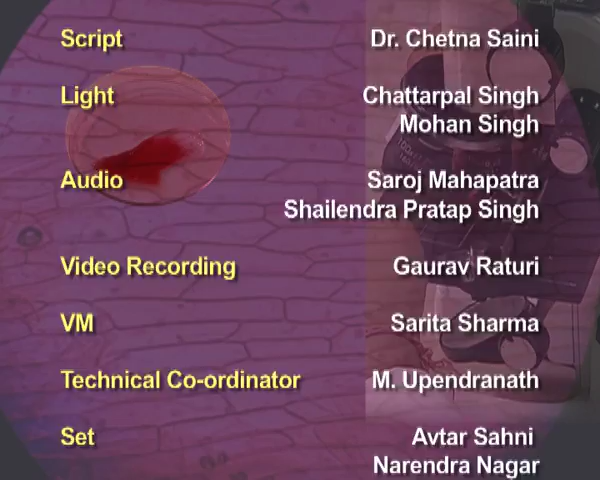 Script Dr. Chetna Saini
Light Chattarpal Singh
Mohan Singh
Audio Saroj Mahapatra
Shailendra Pratap Singh
Video Recording Gaurav Raturi
VM Sarita Sharma
Technical Co-ordinator M. Upendranath
Set Avtar Sahni
Narendra Nagar